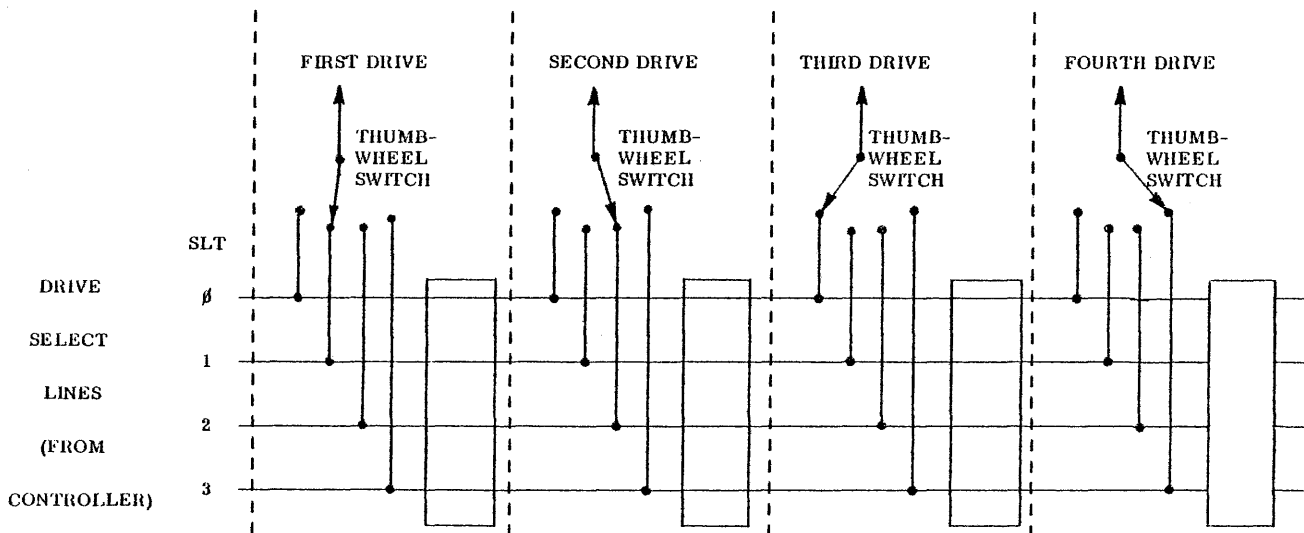 FIRST DRIVE
SECOND DRIVE
THIRD DRIVE
FOURTH DRIVE
THUMB-
WHEEL
SWITCH
THUMB-
WHEEL
SWITCH
THUMB-
WHEEL
SWITCH
THUMB-
WHEEL
SWITCH
SLT
DRIVE
SELECT
LINES
(FROM
CONTROLLER)
Ø
1
2
3